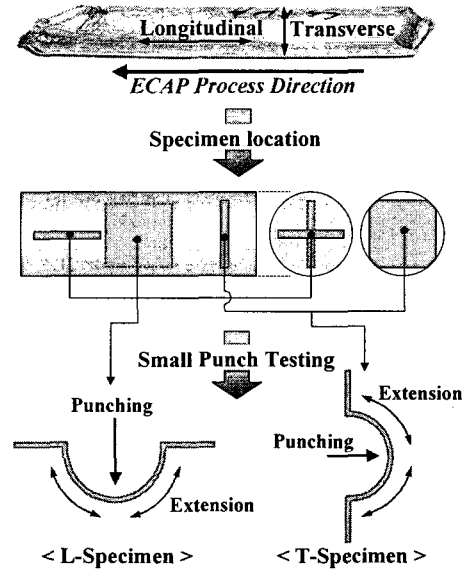 Longitudinal Transverse
ECAP Process Direction
Specimen location
Small Punch Testing
Punching
Extension
Punching
Extension
< L-Specimen > < T-Specimen >